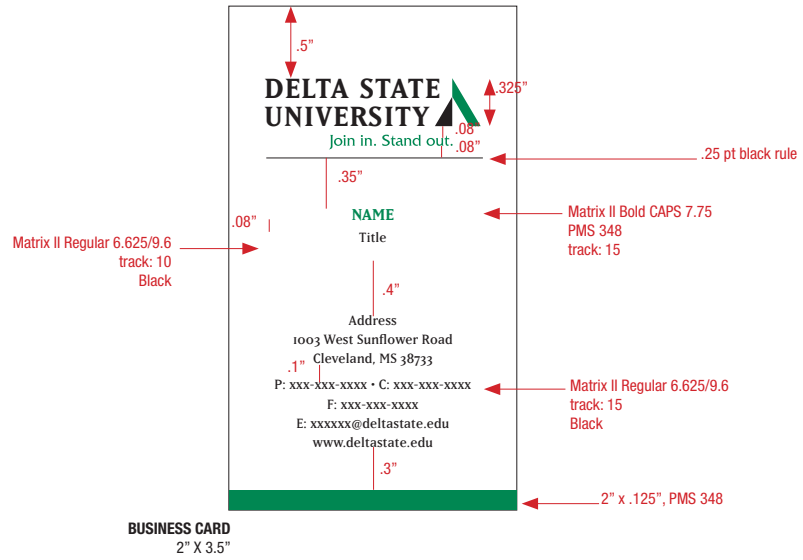 .5”
DELTA STATE
UNIVERSITY
.325”
Join in. Stand out.
.08”
.08”
.25 pt black rule
.35”
NAME
Matrix II Bold CAPS 7.75
PMS 348
track: 15
.08”
Title
Matrix II Regular 6.625/9.6
track: 10
Black
.4”
Address
1003 West Sunflower Road
Cleveland, MS 38733
.1”
P: xxx-xxx-xxxx • C: xxx-xxx-xxxx
F: xxx-xxx-xxxx
E: xxxxxx@deltastate.edu
www.deltastate.edu
Matrix II Regular 6.625/9.6
track: 15
Black
.3”
2” x .125”, PMS 348
BUSINESS CARD
2” X 3.5”